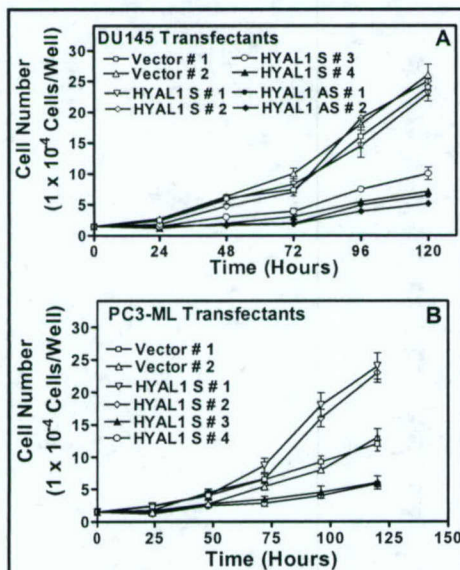 DU145 Transfectants
A
Vector # 1
Vector # 2
HYAL1 S # 1
HYAL1 S # 2
HYAL1 S # 3
HYAL1 S # 4
HYAL1 AS # 1
HYAL1 AS # 2
Cell Number
(1 x 10-4 Cells/Well)
30
25
20
15
10
5
0
0 24 48 72 96 120
Time (Hours)
PC3-ML Transfectants
B
Vector # 1
Vector # 2
HYAL1 S # 1
HYAL1 S # 2
HYAL1 S # 3
HYAL1 S # 4
Cell Number
(1 x 10-4 Cells/Well)
30
25
20
15
10
5
0
0 25 50 75 100 125 150
Time (Hours)